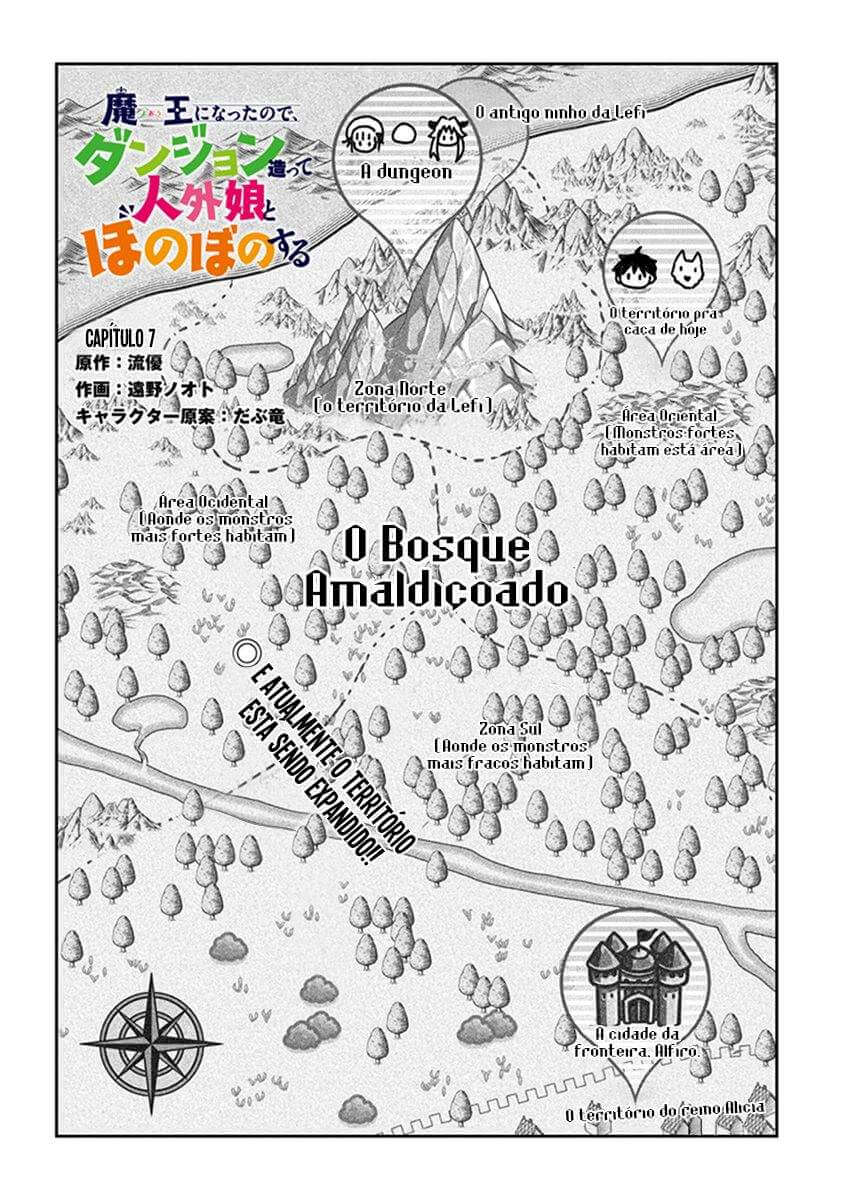 魔王になったので、
ダンジョン造って
人外娘と
ほのぼのする
CAPÍTULO 7
原作：流優
作画：遠野ノオト
キャラクター原案：だぶ竜
O antigo ninho da Lefi
A dungeon
O território pra
caça de hoje
Zona Norte
(o território da Lefi)
Área Oriental
(Monstros fortes
habitam está área)
Área Ocidental
(Aonde os monstros
mais fortes habitam)
O Bosque
Amaldiçoado
E ATUALMENTE O TERRITÓRIO
ESTA SENDO EXPANDIDO!!
Zona Sul
(Aonde os monstros
mais fracos habitam)
A cidade da
fronteira. Alfiro.
O território do reino Alicia